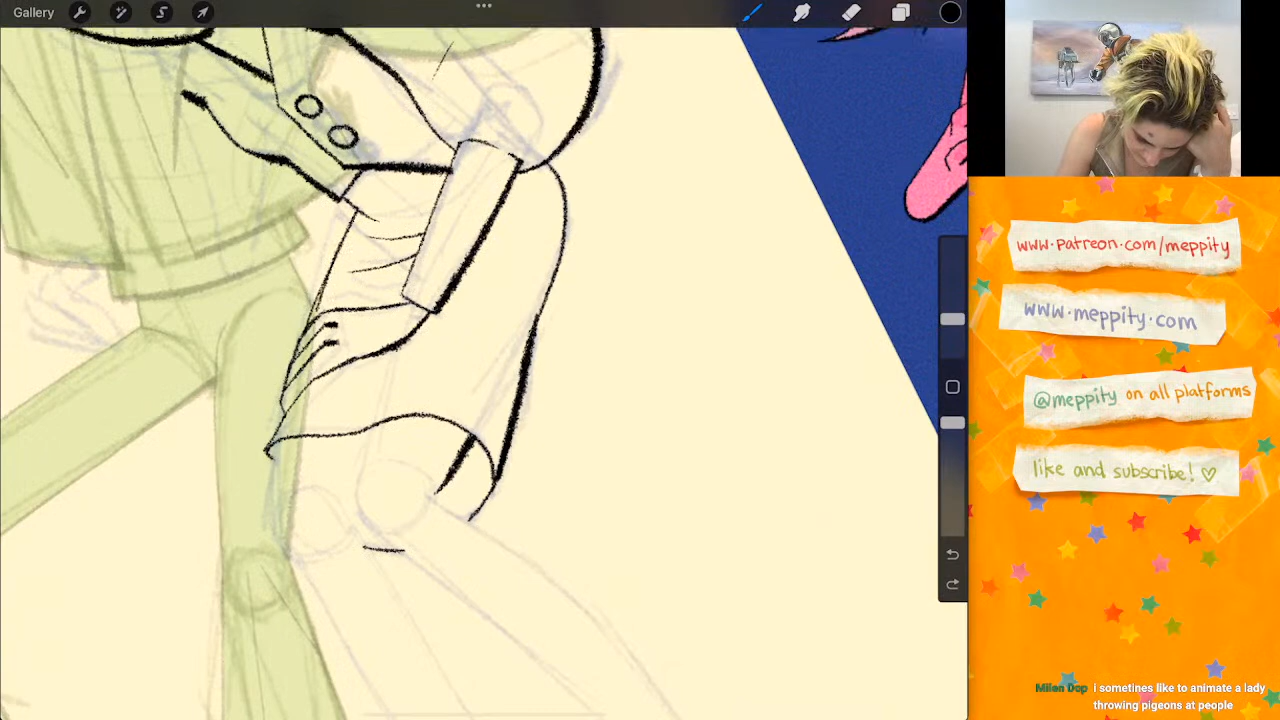 Gallery
www.patreon.com/meppity
www.meppity.com
@meppity on all platforms
like and subscribe! ♡
Milen Dop i sometimes like to animate a lady
throwing pigeons at people